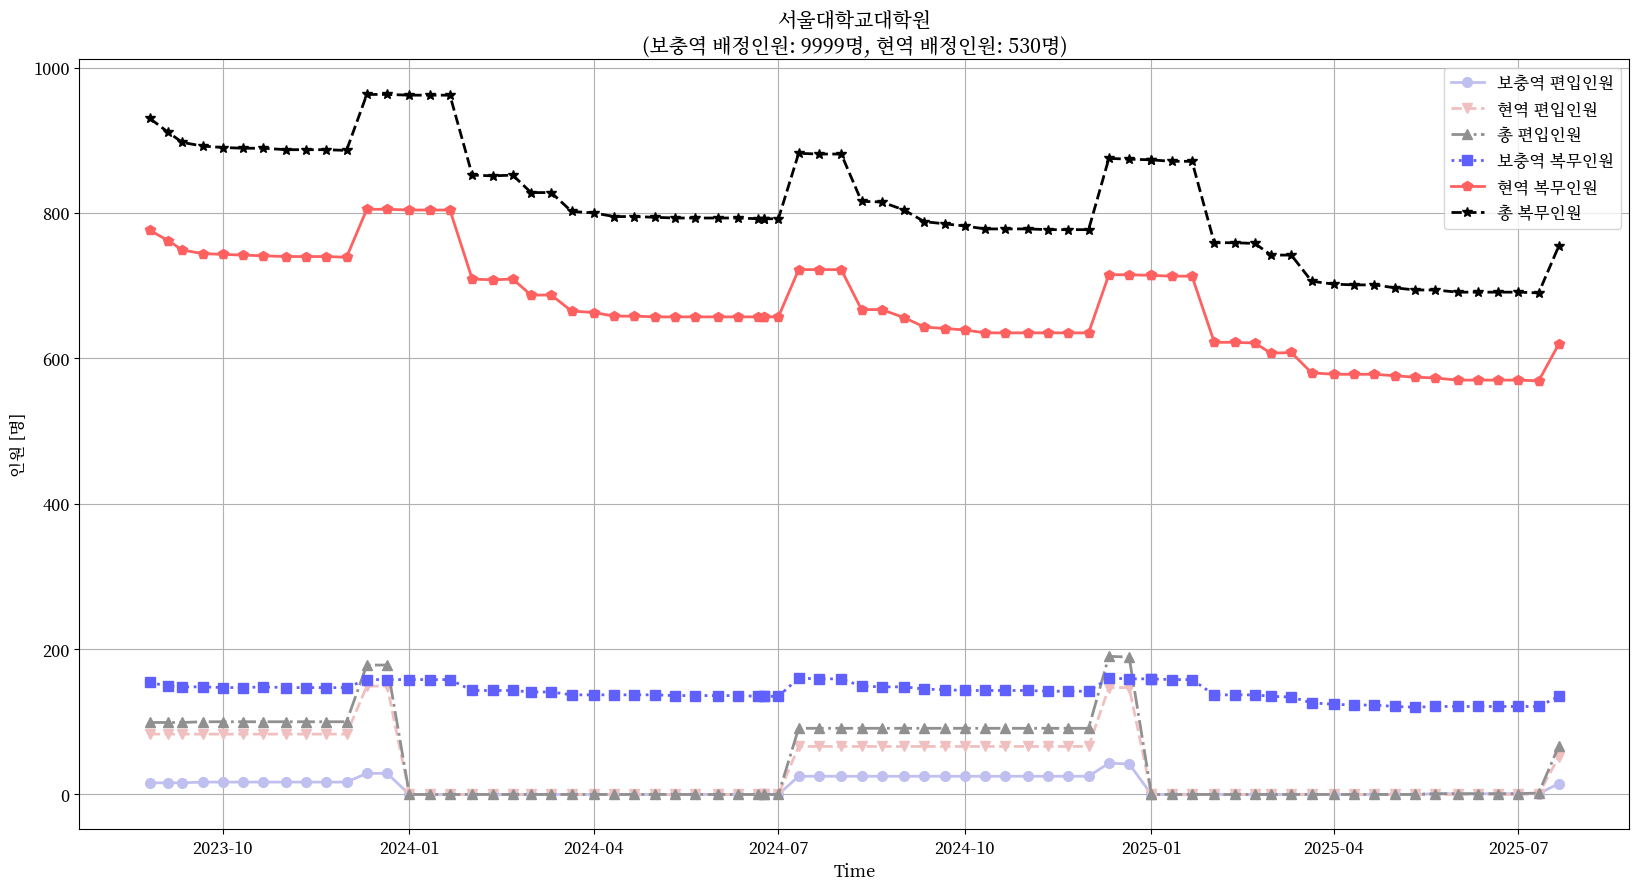 서울대학교대학원
(보충역 배정인원: 9999명, 현역 배정인원: 530명)
1000
800
600
400
200
0
인원 [명]
보충역 편입인원
현역 편입인원
총 편입인원
보충역 복무인원
현역 복무인원
총 복무인원
2023-10 2024-01 2024-04 2024-07 2024-10 2025-01 2025-04 2025-07
Time